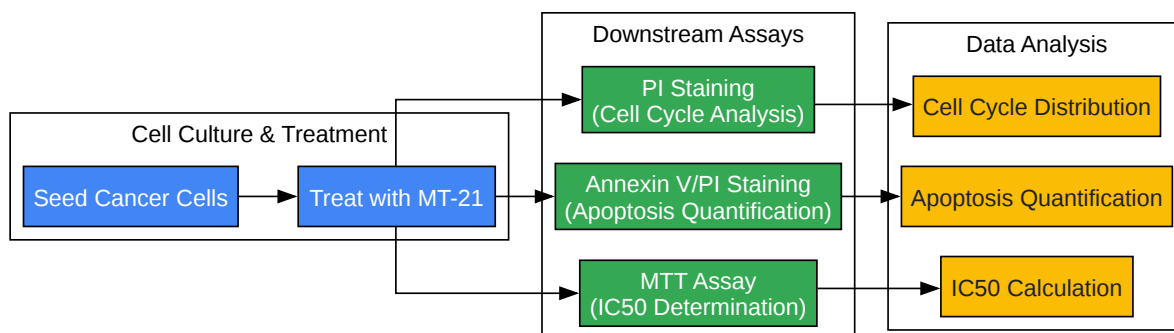 Cell Culture & Treatment
Seed Cancer Cells
Treat with MT-21
Downstream Assays
PI Staining
(Cell Cycle Analysis)
Annexin V/PI Staining
(Apoptosis Quantification)
MTT Assay
(IC50 Determination)
Data Analysis
Cell Cycle Distribution
Apoptosis Quantification
IC50 Calculation